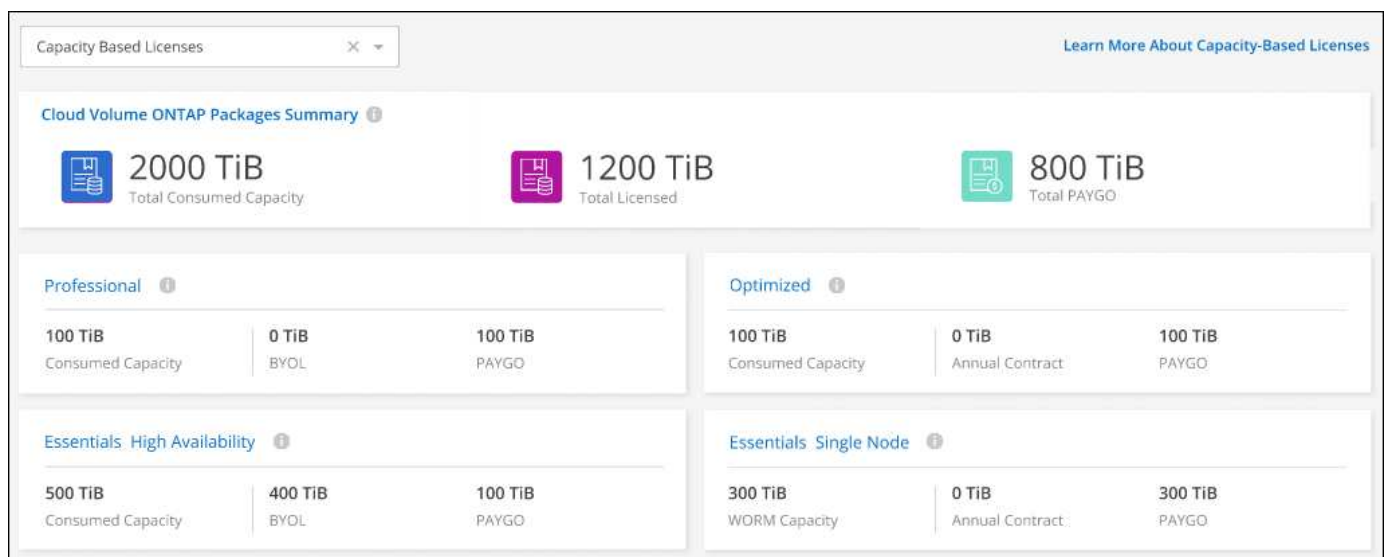 Capacity Based Licenses
Learn More About Capacity-Based Licenses
Cloud Volume ONTAP Packages Summary
2000 TiB
Total Consumed Capacity
1200 TiB
Total Licensed
800 TiB
Total PAYGO
Professional
100 TiB 0 TiB 100 TiB
Consumed Capacity BYOL PAYGO
Optimized
100 TiB 0 TiB 100 TiB
Consumed Capacity Annual Contract PAYGO
Essentials High Availability
500 TiB 400 TiB 100 TiB
Consumed Capacity BYOL PAYGO
Essentials Single Node
300 TiB 0 TiB 300 TiB
WORM Capacity Annual Contract PAYGO